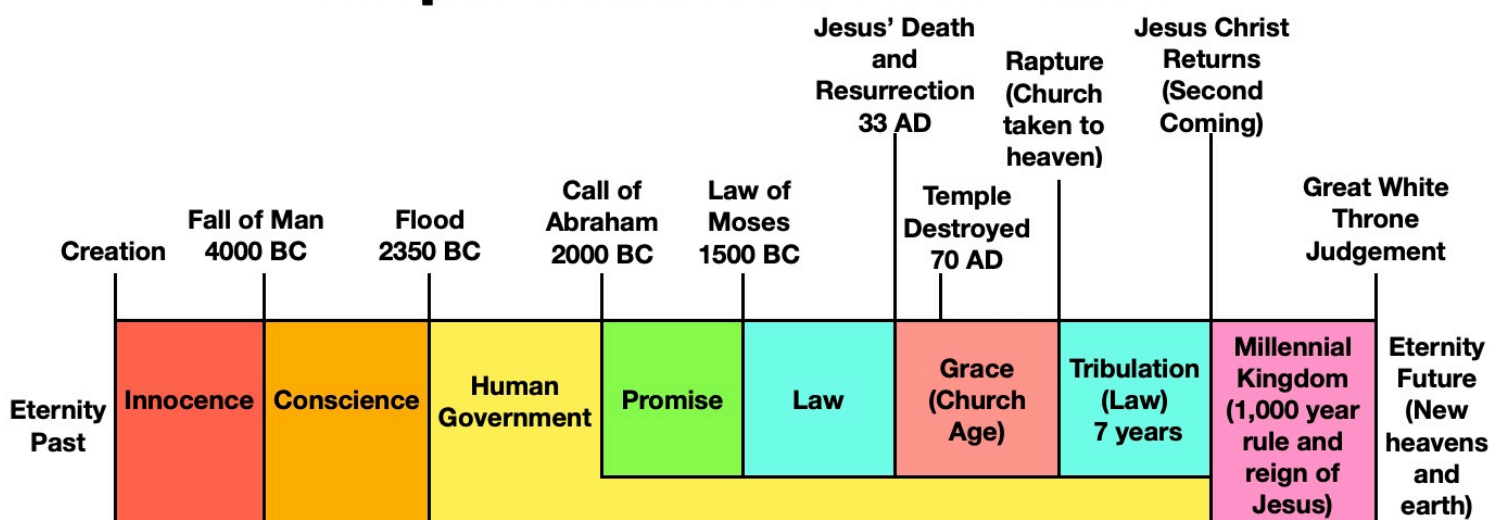 Creation
Fall of Man
4000 BC
Flood
2350 BC
Call of
Abraham
2000 BC
Law of
Moses
1500 BC
Jesus’ Death
and
Resurrection
33 AD
Temple
Destroyed
70 AD
Rapture
(Church
taken to
heaven)
Jesus Christ
Returns
(Second
Coming)
Great White
Throne
Judgement
Eternity
Past
Innocence
Conscience
Human
Government
Promise
Law
Grace
(Church
Age)
Tribulation
(Law)
7 years
Millennial
Kingdom
(1,000 year
rule and
reign of
Jesus)
Eternity
Future
(New
heavens
and
earth)